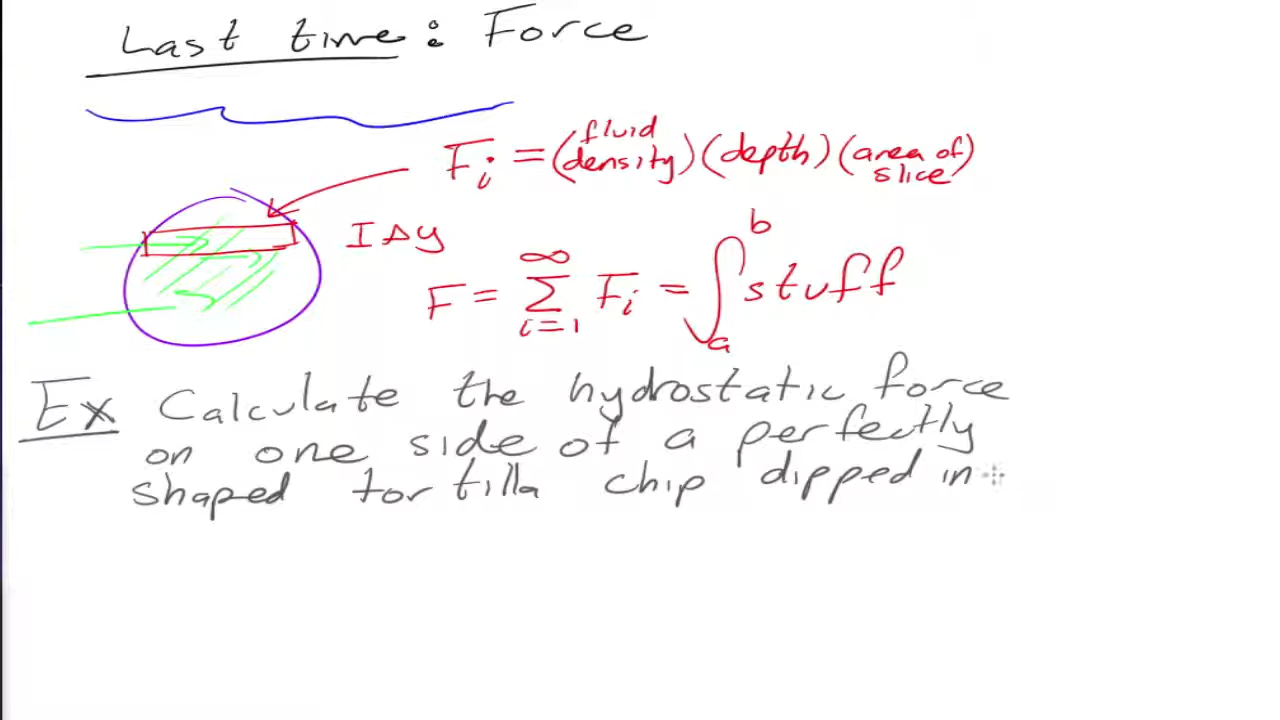 Last time: Force
F_i = (fluid density)(depth)(area of slice)
I Δy
F = ∑_{i=1}^{∞} F_i = ∫_a^b stuff
Ex Calculate the hydrostatic force
on one side of a perfectly
shaped tortilla chip dipped in